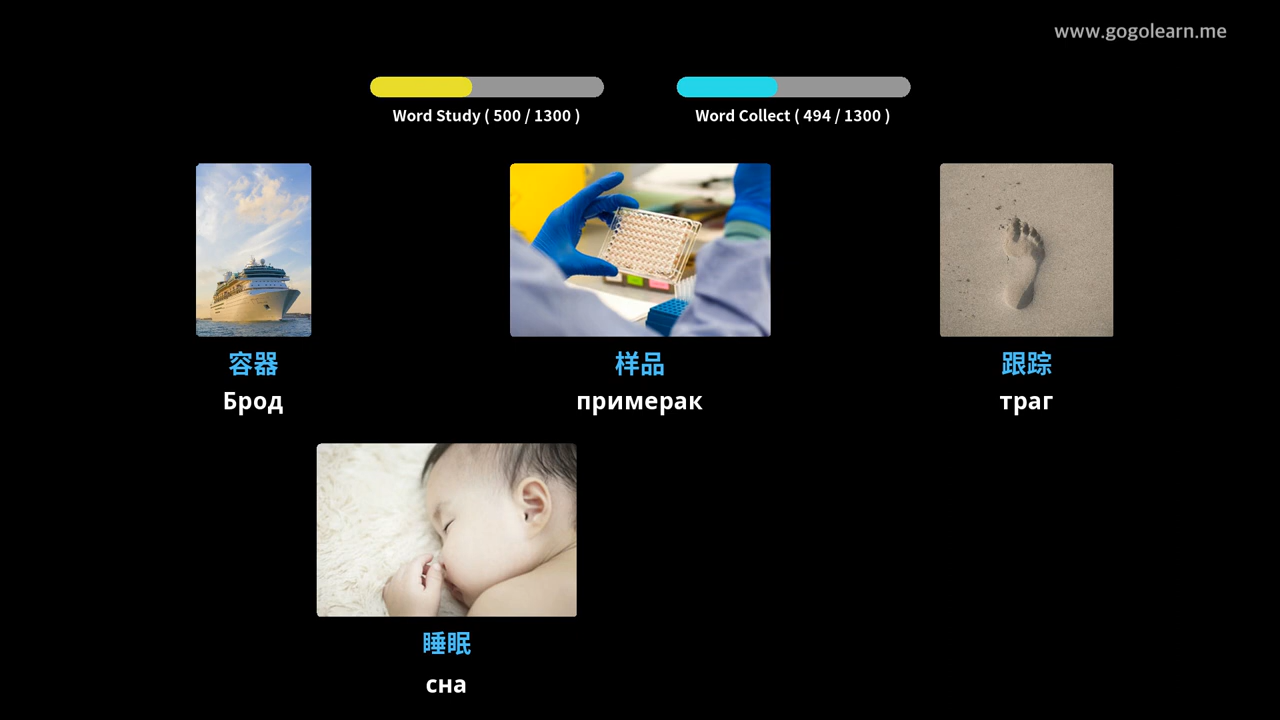 www.gogolearn.me
Word Study ( 500 / 1300 )
Word Collect ( 494 / 1300 )
容器
Брод
样品
примерак
跟踪
траг
睡眠
сна